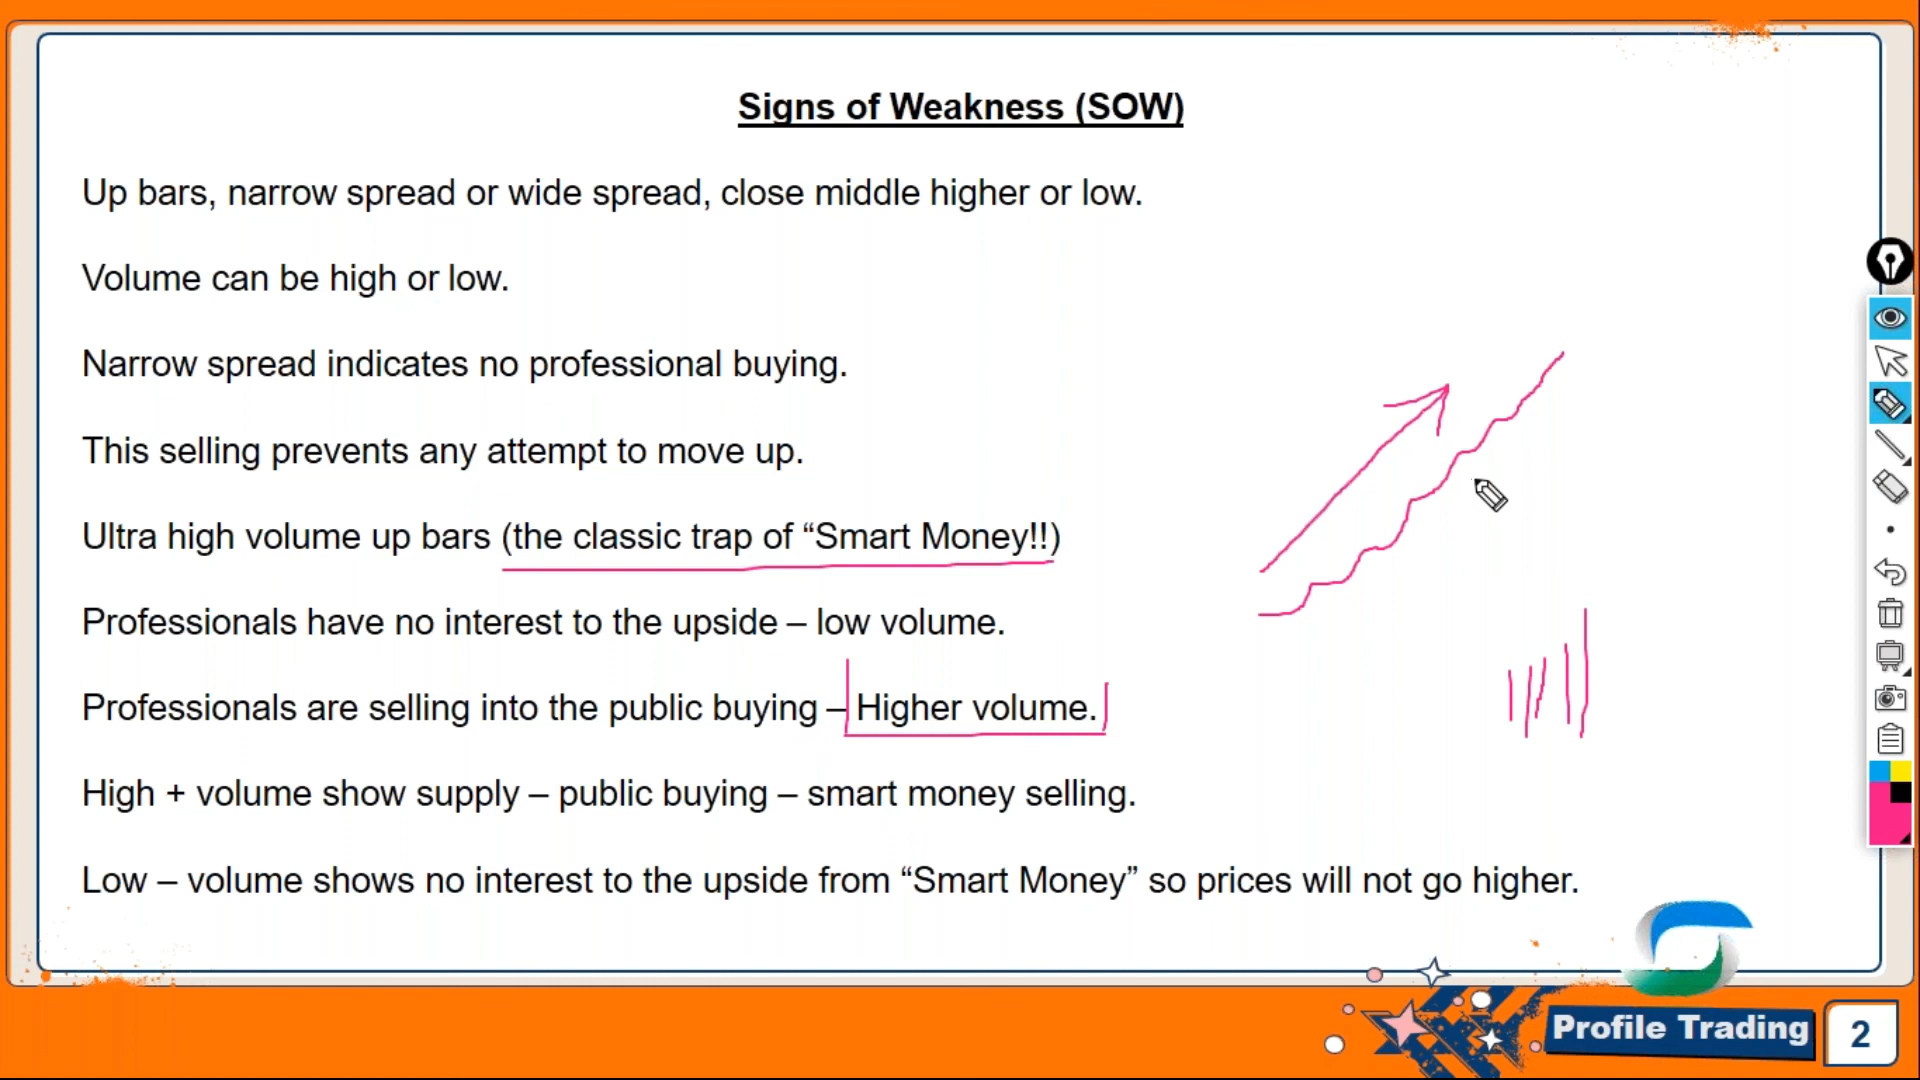 Signs of Weakness (SOW)
Up bars, narrow spread or wide spread, close middle higher or low.
Volume can be high or low.
Narrow spread indicates no professional buying.
This selling prevents any attempt to move up.
Ultra high volume up bars (the classic trap of “Smart Money!!)
Professionals have no interest to the upside – low volume.
Professionals are selling into the public buying – Higher volume.
High + volume show supply – public buying – smart money selling.
Low – volume shows no interest to the upside from “Smart Money” so prices will not go higher.
Profile Trading
2